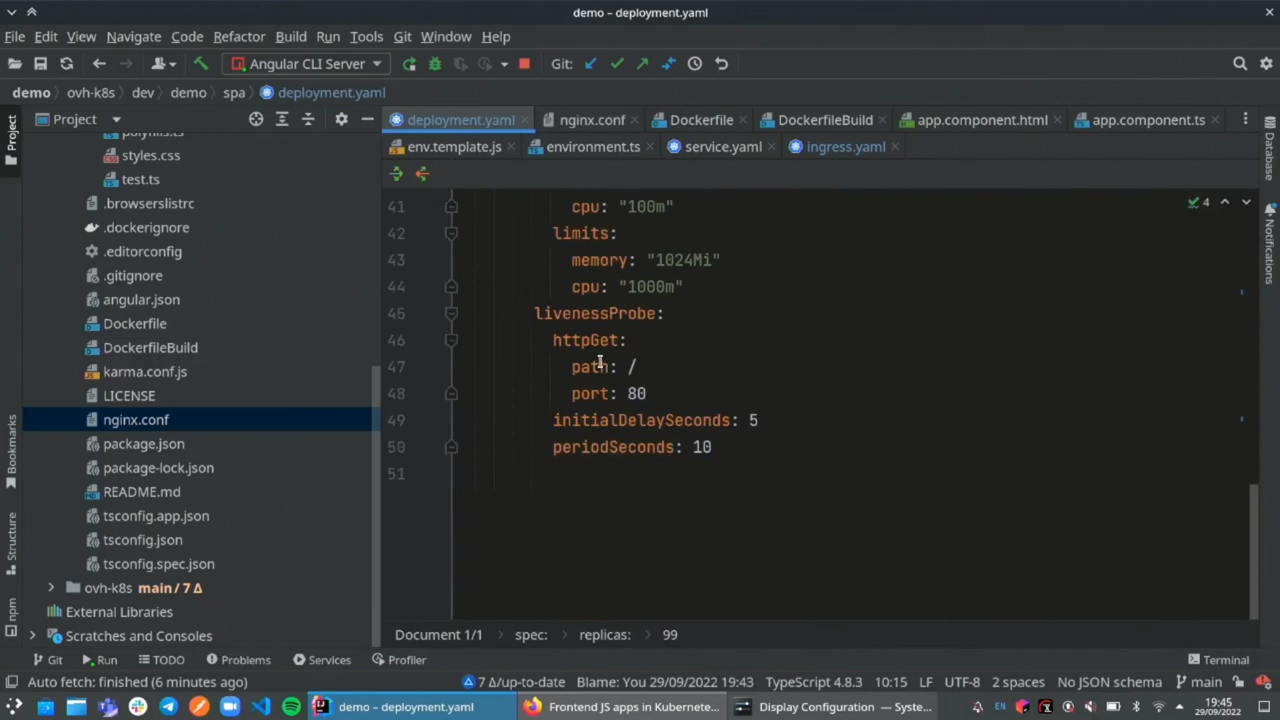 demo – deployment.yaml
File Edit View Navigate Code Refactor Build Run Tools Git Window Help
Angular CLI Server Git:
demo ovh-k8s dev demo spa deployment.yaml
Project
deployment.yaml nginx.conf Dockerfile DockerfileBuild app.component.html app.component.ts
env.template.js environment.ts service.yaml ingress.yaml
Project
Bookmarks
Structure
npm
polyfills.ts
styles.css
test.ts
.browserslistrc
.dockerignore
.editorconfig
.gitignore
angular.json
Dockerfile
DockerfileBuild
karma.conf.js
LICENSE
nginx.conf
package.json
package-lock.json
README.md
tsconfig.app.json
tsconfig.json
tsconfig.spec.json
ovh-k8s main / 7 Δ
External Libraries
Scratches and Consoles
41 cpu: "100m"
42 limits:
43 memory: "1024Mi"
44 cpu: "1000m"
45 livenessProbe:
46 httpGet:
47 path: /
48 port: 80
49 initialDelaySeconds: 5
50 periodSeconds: 10
51
4
Database
Notifications
Document 1/1 spec: replicas: 99
Git Run TODO Problems Services Profiler Terminal
Auto fetch: finished (6 minutes ago) 7 Δ/up-to-date Blame: You 29/09/2022 19:43 TypeScript 4.8.3 10:15 LF UTF-8 2 spaces No JSON schema main
demo – deployment.yaml Frontend JS apps in Kubernete... Display Configuration — Syste... EN 19:45
29/09/2022